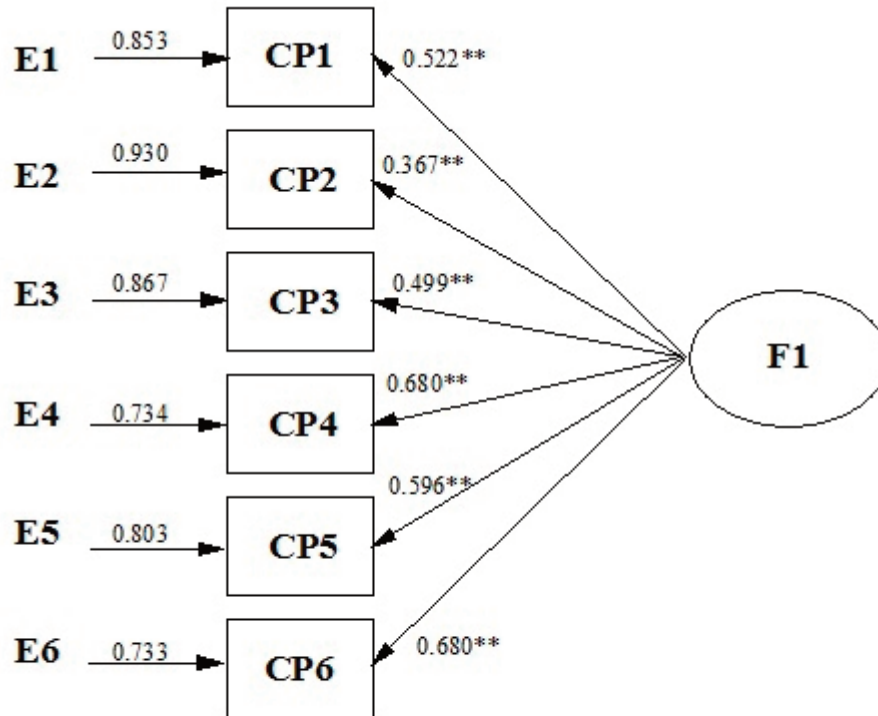 E1 0.853 CP1 0.522**
E2 0.930 CP2 0.367**
E3 0.867 CP3 0.499**
F1
E4 0.734 CP4 0.680**
E5 0.803 CP5 0.596**
E6 0.733 CP6 0.680**